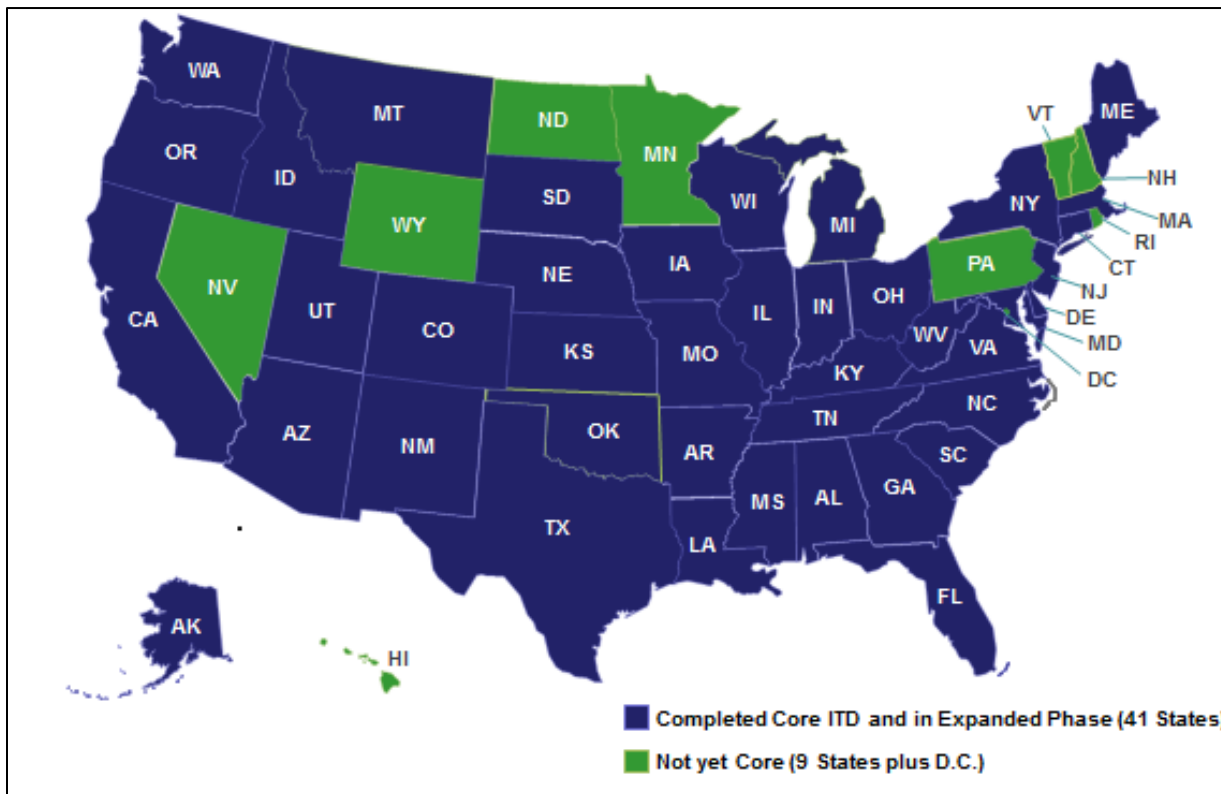 WA
MT
ND
MN
VT
ME
OR
ID
SD
WI
MI
NY
NH
MA
RI
CT
WY
NE
IA
PA
NJ
NV
UT
CO
IL
IN
OH
DE
CA
KS
MO
WV
VA
MD
KY
DC
AZ
NM
OK
AR
TN
NC
SC
MS
AL
GA
TX
LA
FL
AK
HI
Completed Core ITD and in Expanded Phase (41 States)
Not yet Core (9 States plus D.C.)